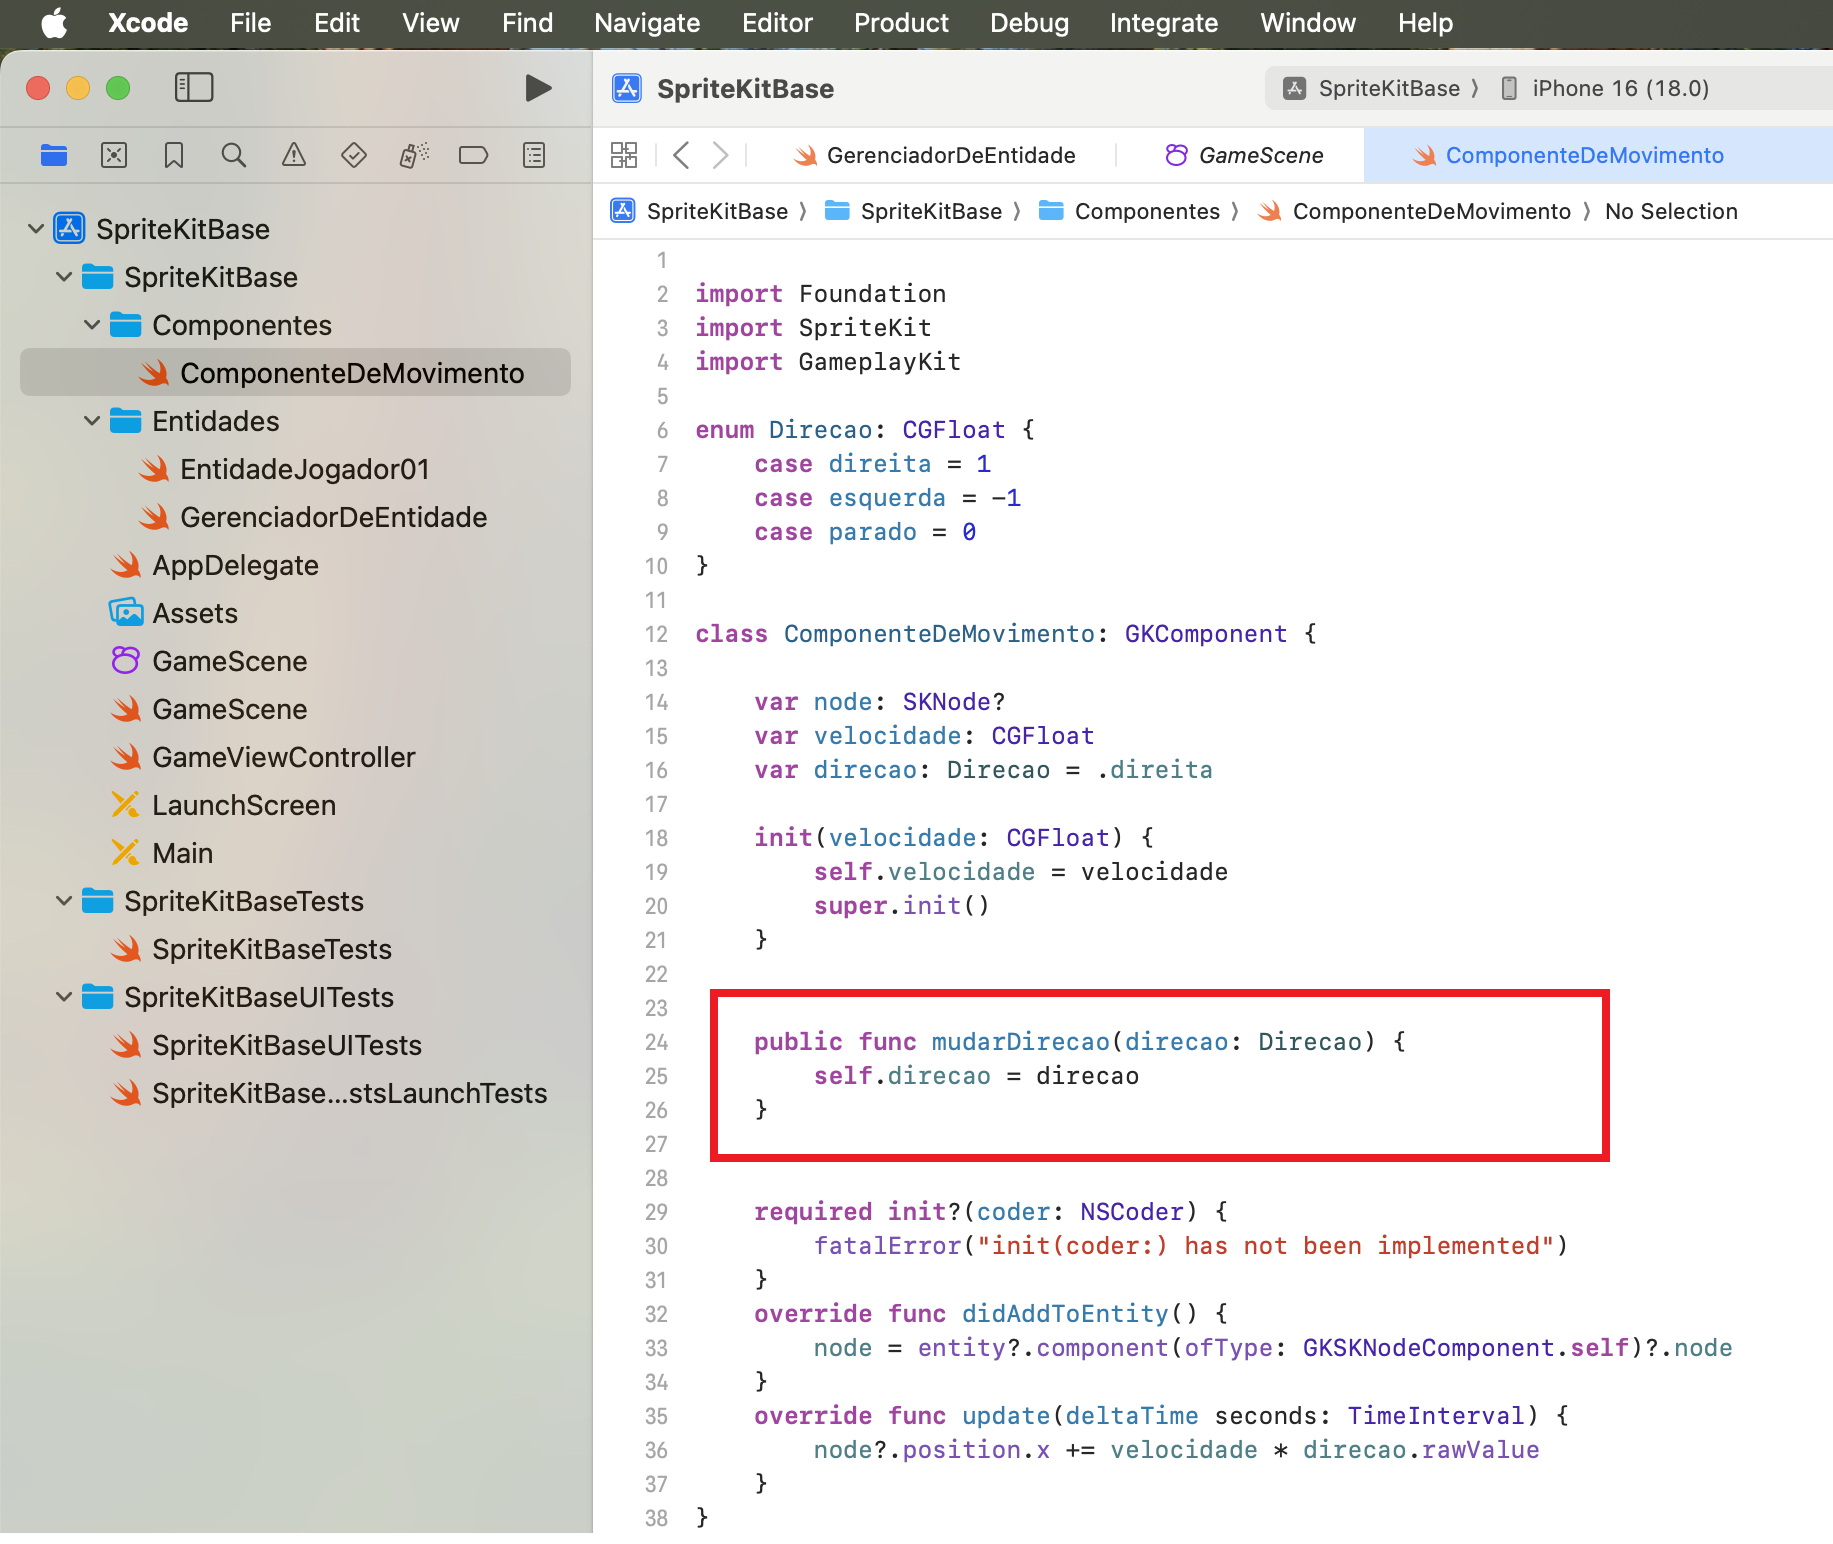 Xcode File Edit View Find Navigate Editor Product Debug Integrate Window Help
SpriteKitBase
SpriteKitBase 〉 iPhone 16 (18.0)
GerenciadorDeEntidade
GameScene
ComponenteDeMovimento
SpriteKitBase 〉 SpriteKitBase 〉 Componentes 〉 ComponenteDeMovimento 〉 No Selection
SpriteKitBase
SpriteKitBase
Componentes
ComponenteDeMovimento
Entidades
EntidadeJogador01
GerenciadorDeEntidade
AppDelegate
Assets
GameScene
GameScene
GameViewController
LaunchScreen
Main
SpriteKitBaseTests
SpriteKitBaseTests
SpriteKitBaseUITests
SpriteKitBaseUITests
SpriteKitBase...stsLaunchTests
1
2 import Foundation
3 import SpriteKit
4 import GameplayKit
5
6 enum Direcao: CGFloat {
7     case direita = 1
8     case esquerda = -1
9     case parado = 0
10 }
11
12 class ComponenteDeMovimento: GKComponent {
13
14     var node: SKNode?
15     var velocidade: CGFloat
16     var direcao: Direcao = .direita
17
18     init(velocidade: CGFloat) {
19         self.velocidade = velocidade
20         super.init()
21     }
22
23
24     public func mudarDirecao(direcao: Direcao) {
25         self.direcao = direcao
26     }
27
28
29     required init?(coder: NSCoder) {
30         fatalError("init(coder:) has not been implemented")
31     }
32     override func didAddToEntity() {
33         node = entity?.component(ofType: GKSKNodeComponent.self)?.node
34     }
35     override func update(deltaTime seconds: TimeInterval) {
36         node?.position.x += velocidade * direcao.rawValue
37     }
38 }